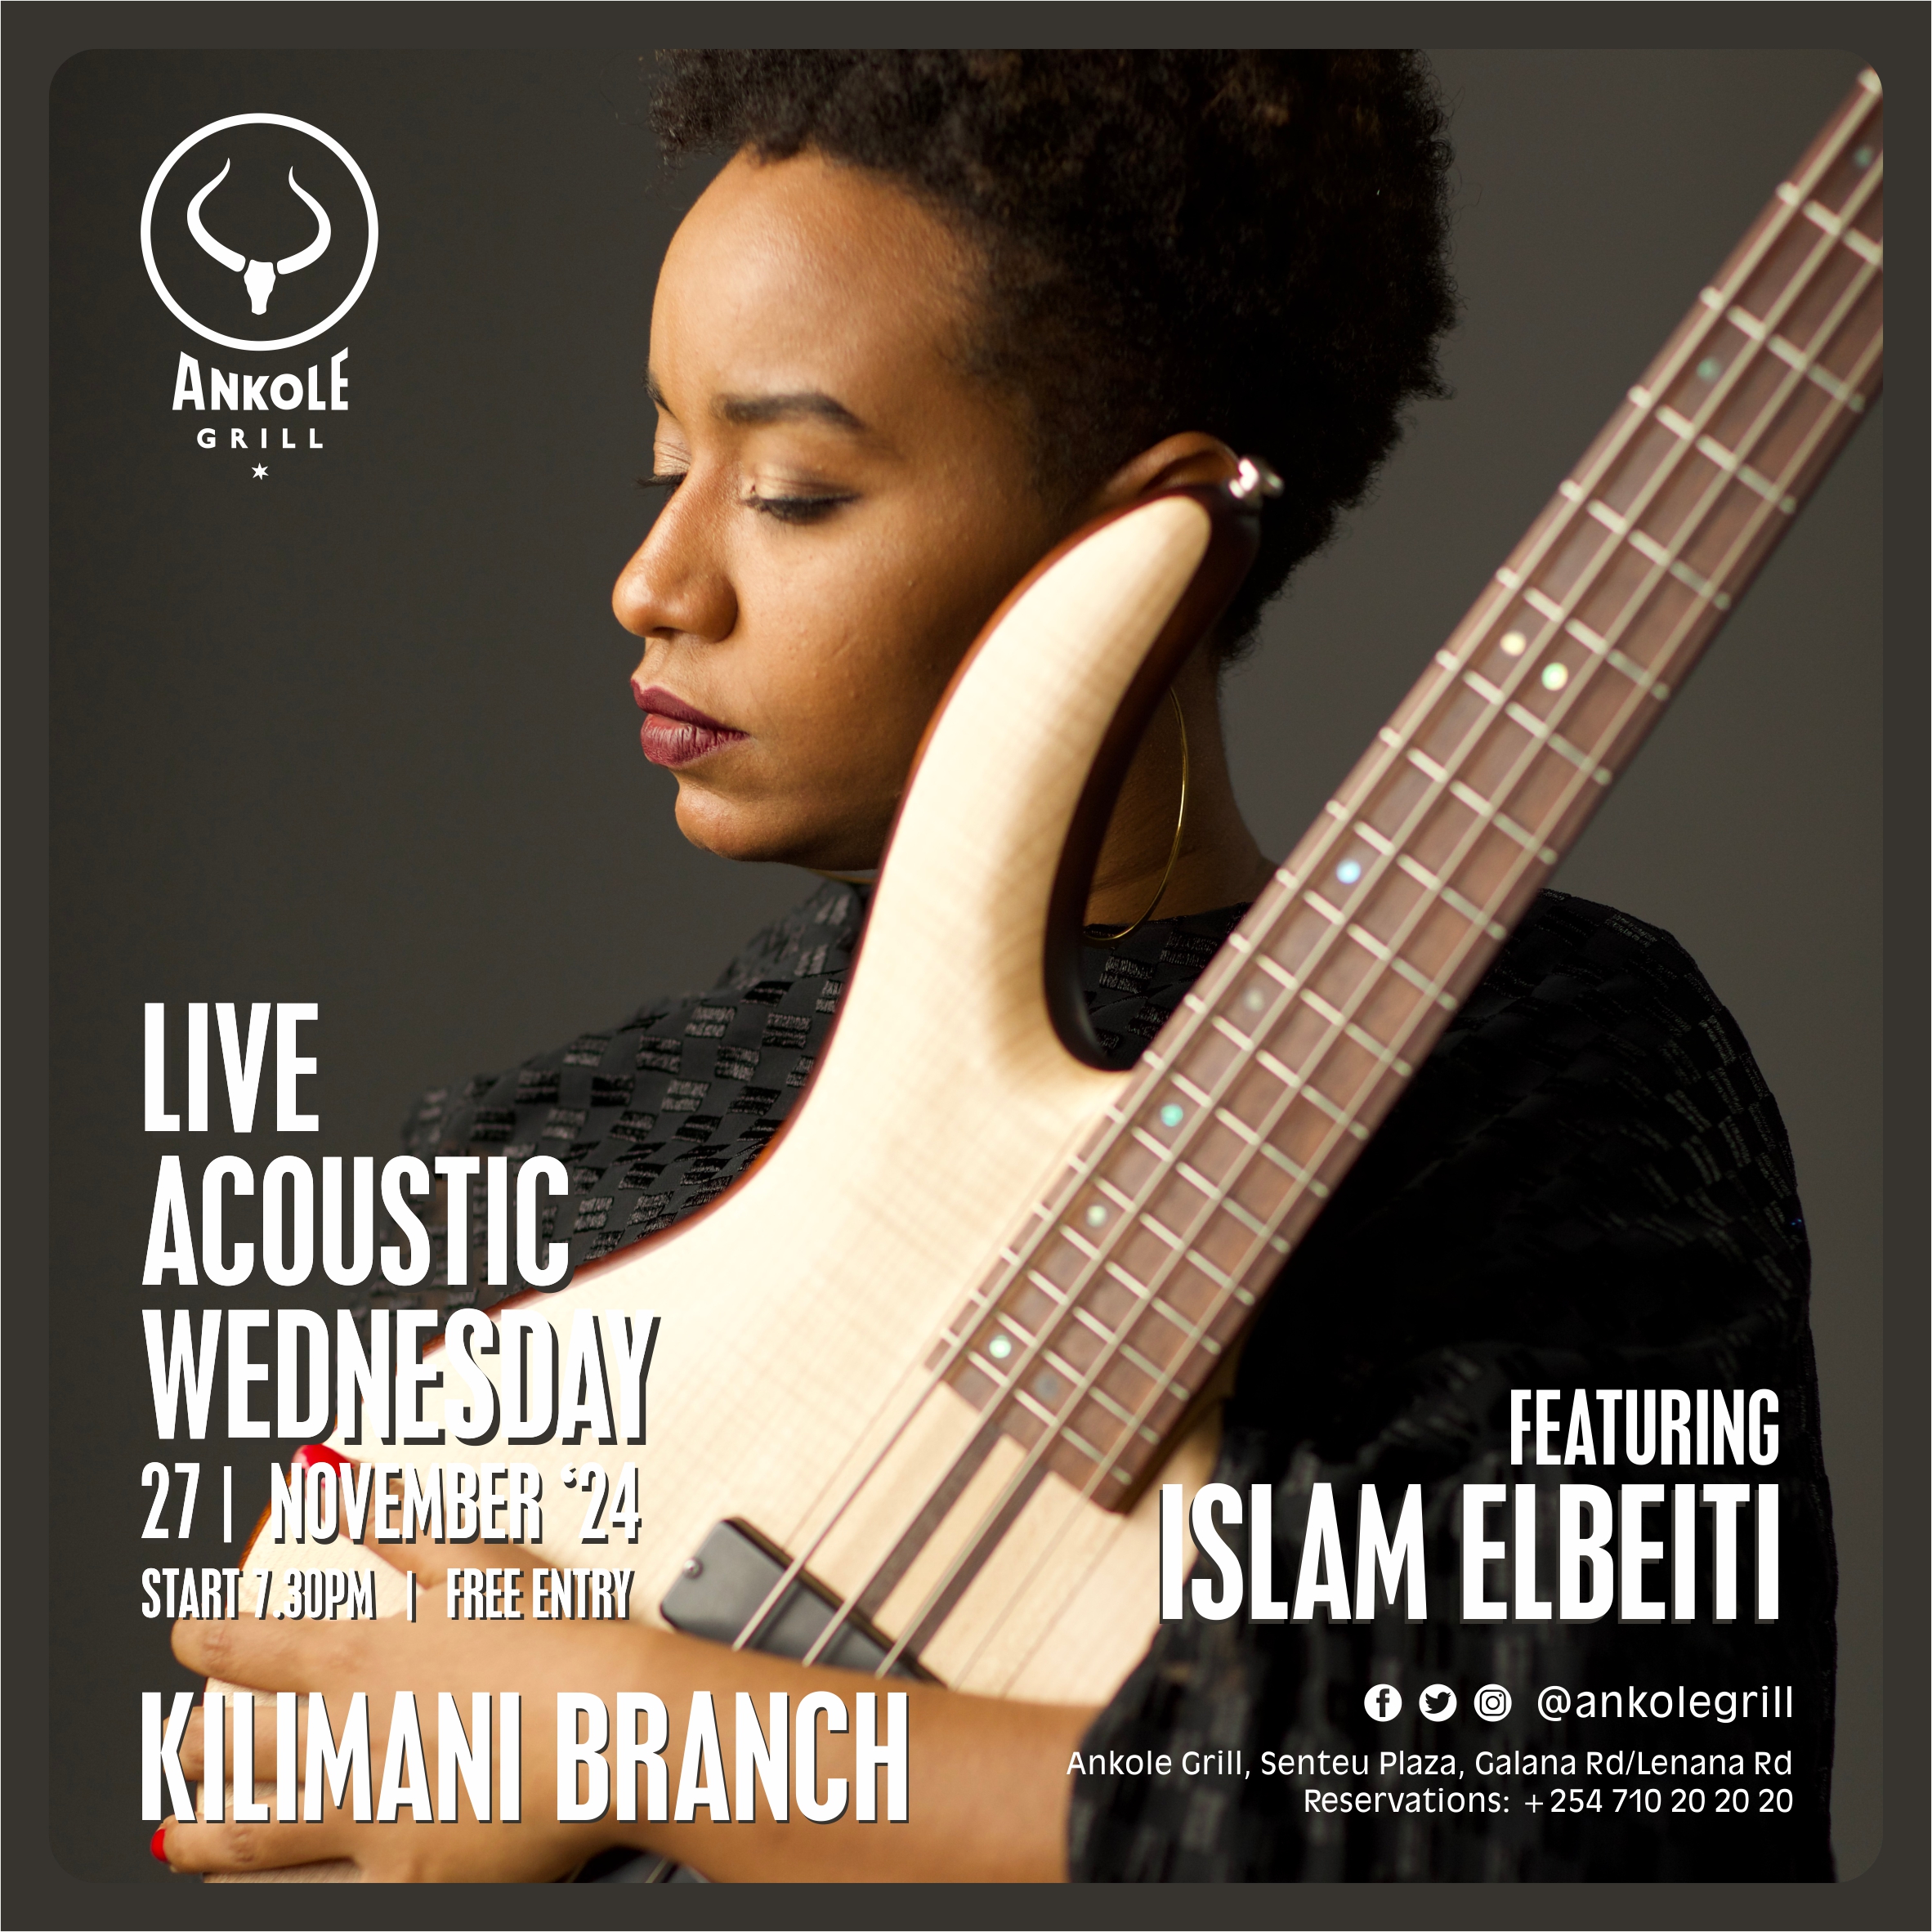 ANKOLE
GRILL
LIVE
ACOUSTIC
WEDNESDAY
27 | NOVEMBER ‘24
START 7.30PM | FREE ENTRY
KILIMANI BRANCH
FEATURING
ISLAM ELBEITI
@ankolegrill
Ankole Grill, Senteu Plaza, Galana Rd/Lenana Rd
Reservations: +254 710 20 20 20